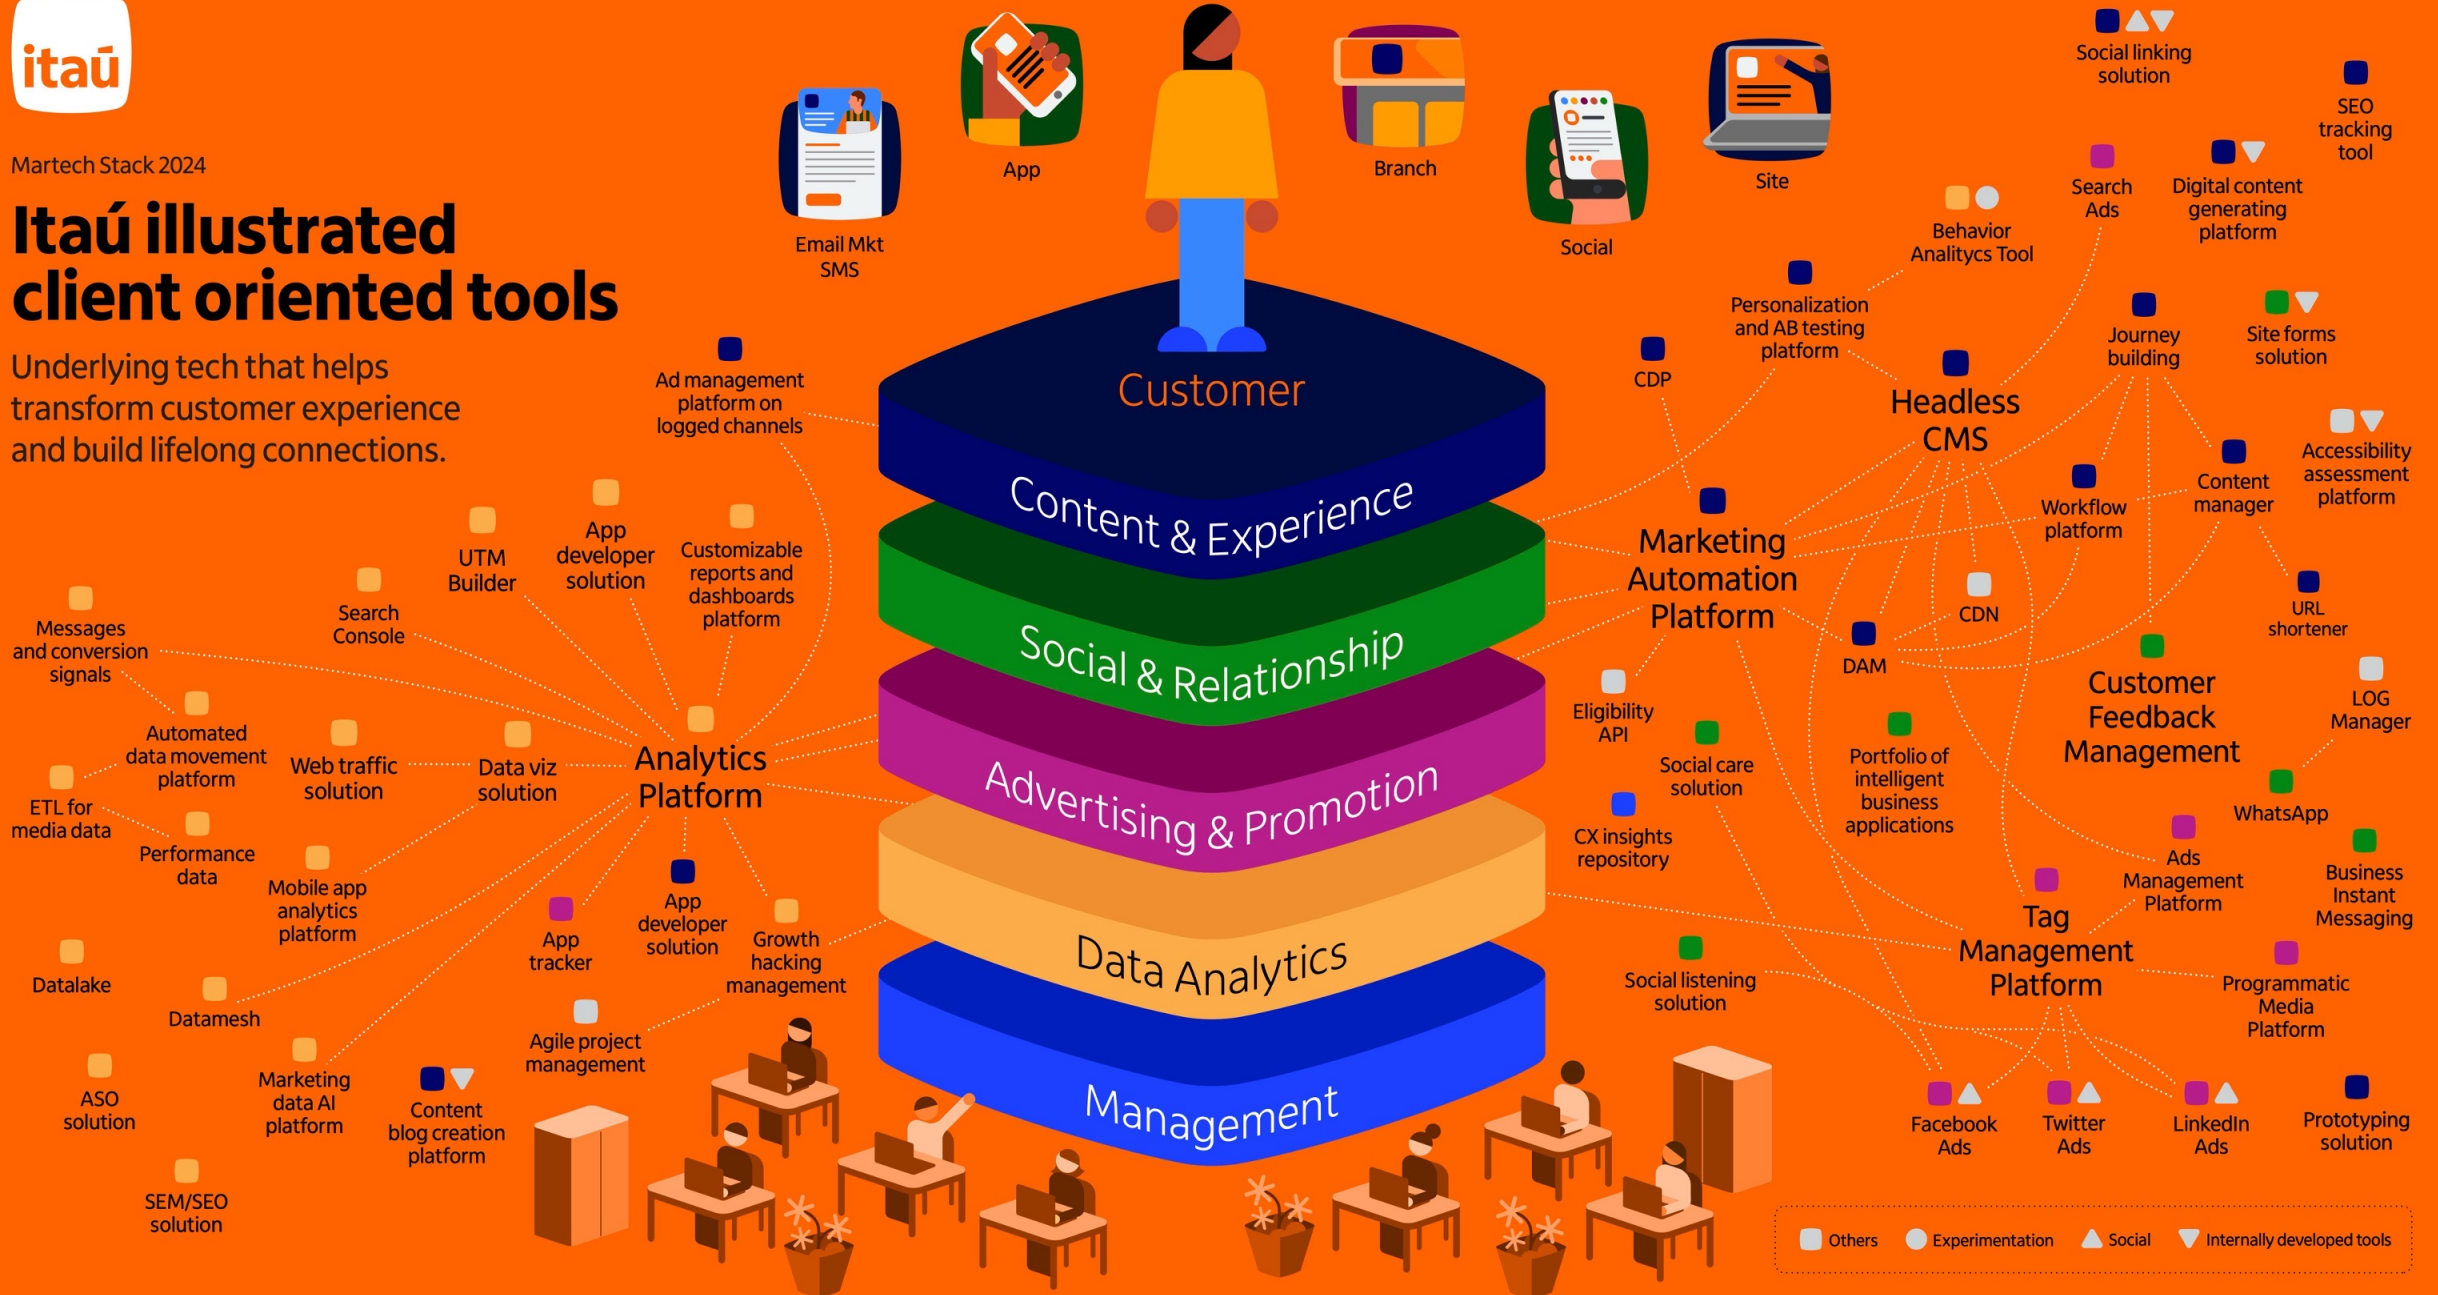 itaú
Martech Stack 2024
Itaú illustrated
client oriented tools
Underlying tech that helps
transform customer experience
and build lifelong connections.
Email Mkt
SMS
App
Branch
Social
Site
Customer
Content & Experience
Social & Relationship
Advertising & Promotion
Data Analytics
Management
Ad management
platform on
logged channels
UTM
Builder
App
developer
solution
Customizable
reports and
dashboards
platform
Search
Console
Messages
and conversion
signals
Automated
data movement
platform
Web traffic
solution
Data viz
solution
Analytics
Platform
ETL for
media data
Performance
data
Mobile app
analytics
platform
App
tracker
App
developer
solution
Growth
hacking
management
Datalake
Datamesh
Agile project
management
ASO
solution
Marketing
data AI
platform
Content
blog creation
platform
SEM/SEO
solution
Social linking
solution
SEO
tracking
tool
Search
Ads
Digital content
generating
platform
Behavior
Analitycs Tool
Personalization
and AB testing
platform
CDP
Headless
CMS
Journey
building
Site forms
solution
Accessibility
assessment
platform
Marketing
Automation
Platform
Workflow
platform
Content
manager
CDN
URL
shortener
DAM
Eligibility
API
Customer
Feedback
Management
LOG
Manager
Social care
solution
Portfolio of
intelligent
business
applications
WhatsApp
CX insights
repository
Ads
Management
Platform
Business
Instant
Messaging
Tag
Management
Platform
Social listening
solution
Programmatic
Media
Platform
Facebook
Ads
Twitter
Ads
LinkedIn
Ads
Prototyping
solution
Others
Experimentation
Social
Internally developed tools